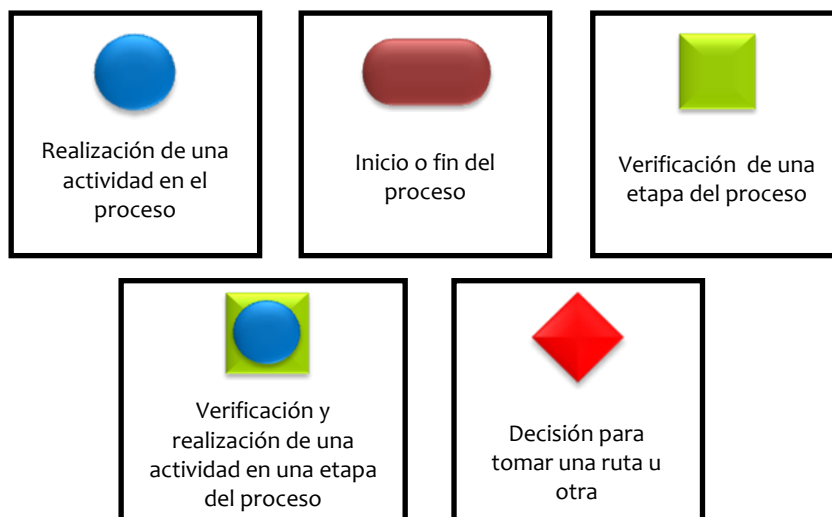 Realización de una
actividad en el
proceso
Inicio o fin del
proceso
Verificación de una
etapa del proceso
Verificación y
realización de una
actividad en una etapa
del proceso
Decisión para
tomar una ruta u
otra